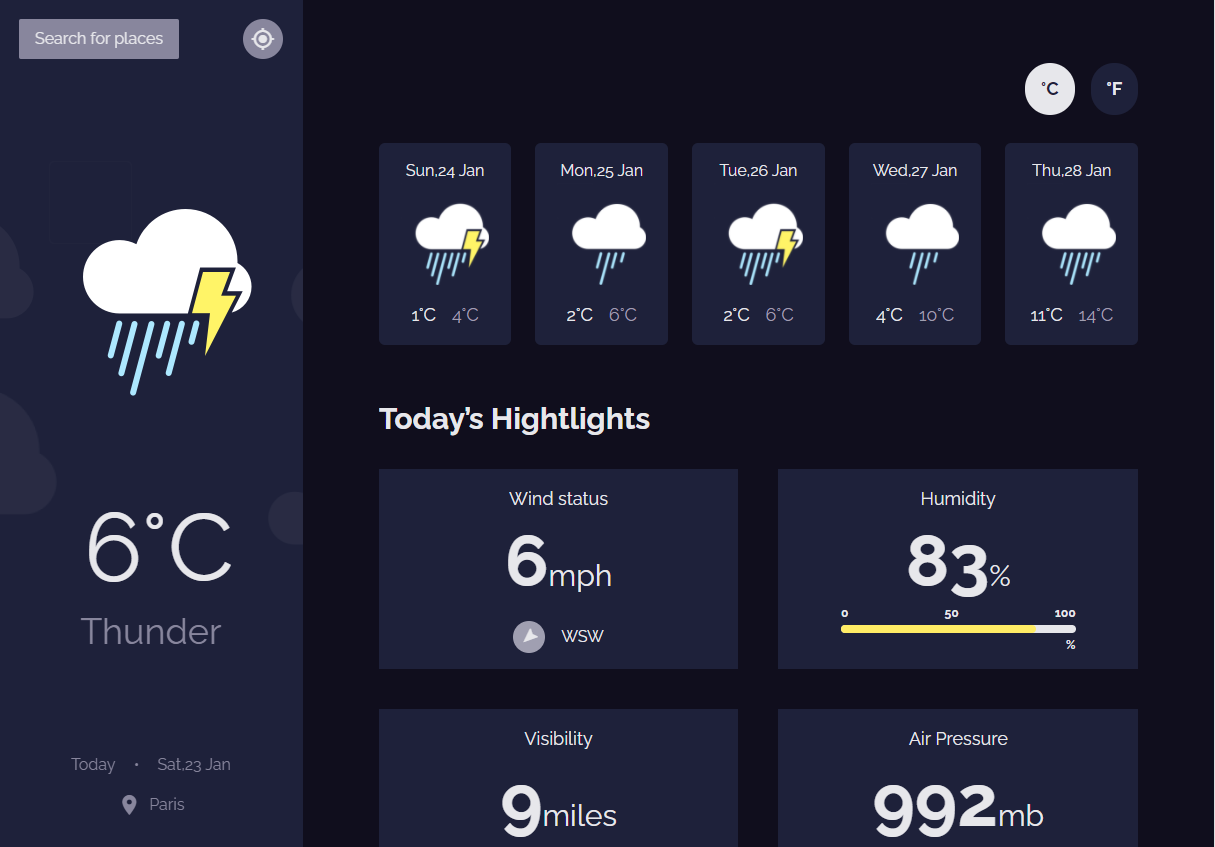 Search for places
6°C
Thunder
Today • Sat,23 Jan
Paris
°C °F
Sun,24 Jan
1°C 4°C
Mon,25 Jan
2°C 6°C
Tue,26 Jan
2°C 6°C
Wed,27 Jan
4°C 10°C
Thu,28 Jan
11°C 14°C
Today’s Hightlights
Wind status
6mph
WSW
Humidity
83%
0 50 100
%
Visibility
9miles
Air Pressure
992mb